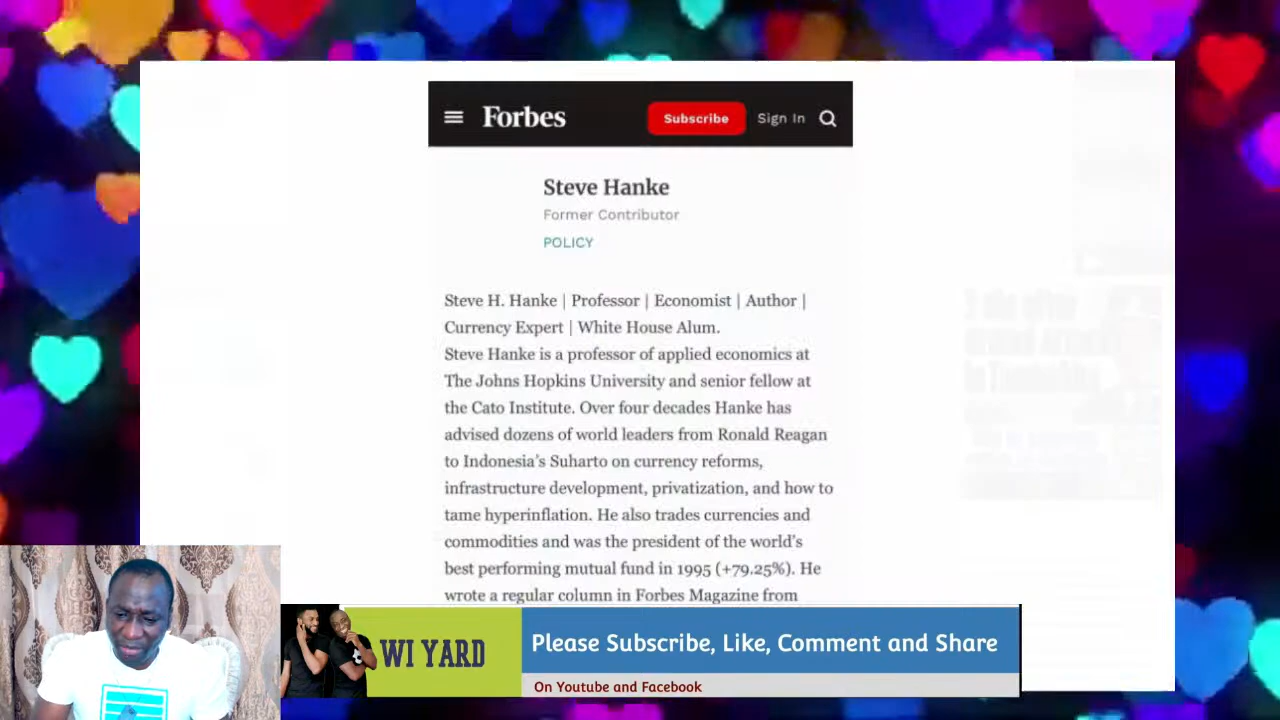 Forbes
Subscribe
Sign In
Steve Hanke
Former Contributor
POLICY
Steve H. Hanke | Professor | Economist | Author |
Currency Expert | White House Alum.
Steve Hanke is a professor of applied economics at
The Johns Hopkins University and senior fellow at
the Cato Institute. Over four decades Hanke has
advised dozens of world leaders from Ronald Reagan
to Indonesia’s Suharto on currency reforms,
infrastructure development, privatization, and how to
tame hyperinflation. He also trades currencies and
commodities and was the president of the world’s
best performing mutual fund in 1995 (+79.25%). He
wrote a regular column in Forbes Magazine from
WI YARD
Please Subscribe, Like, Comment and Share
On Youtube and Facebook